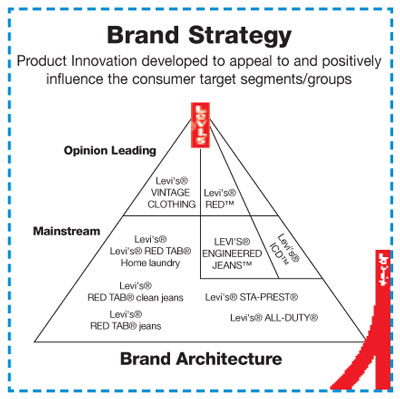 Brand Strategy
Product Innovation developed to appeal to and positively
influence the consumer target segments/groups
LEVI'S
Opinion Leading
Levi's®
VINTAGE
CLOTHING
Levi's®
RED™
Mainstream
Levi's®
Levi's® RED TAB®
Home laundry
LEVI'S®
ENGINEERED
JEANS™
Levi's®
ICD™
Levi's®
RED TAB® clean jeans
Levi's® STA-PREST®
Levi's®
RED TAB® jeans
Levi's® ALL-DUTY®
Brand Architecture